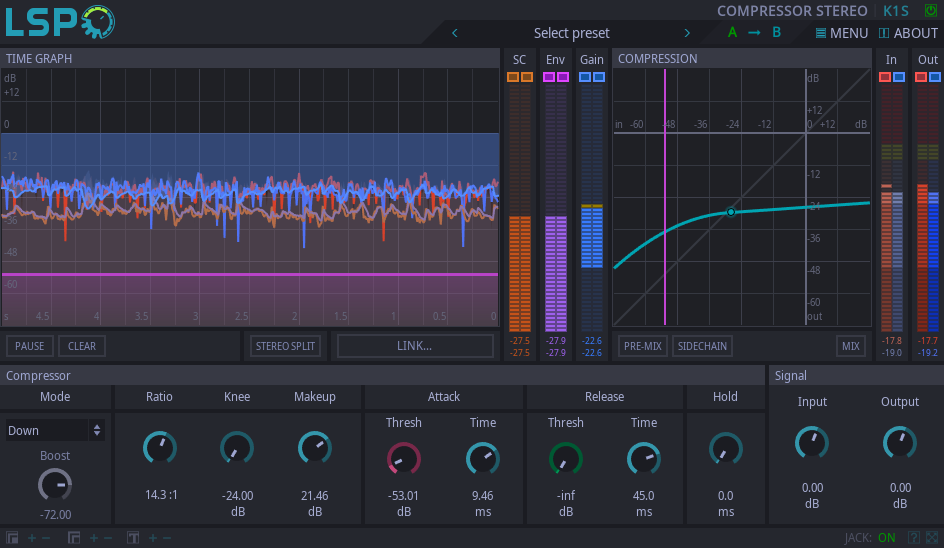 LSP
COMPRESSOR STEREO K1S
Select preset
A → B
MENU
ABOUT
TIME GRAPH
dB
+12
0
-12
-36
-48
-60
s 4.5 4 3.5 3 2.5 2 1.5 1 0.5 0
PAUSE CLEAR STEREO SPLIT LINK...
SC Env Gain
-27.5 -27.9 -22.6
-27.5 -27.9 -22.6
COMPRESSION
dB
+12
in -60 -48 -36 -24 -12 0 +12 dB
-12
-24
-36
-48
-60
out
PRE-MIX SIDECHAIN MIX
In Out
-17.8 -17.7
-19.0 -19.2
Compressor
Mode Ratio Knee Makeup Attack Release Hold
Down
Boost
-72.00
14.3 :1
-24.00
dB
21.46
dB
Thresh Time
-53.01 9.46
dB ms
Thresh Time
-inf 45.0
dB ms
0.0
ms
Signal
Input Output
0.00 0.00
dB dB
T
JACK: ON
?